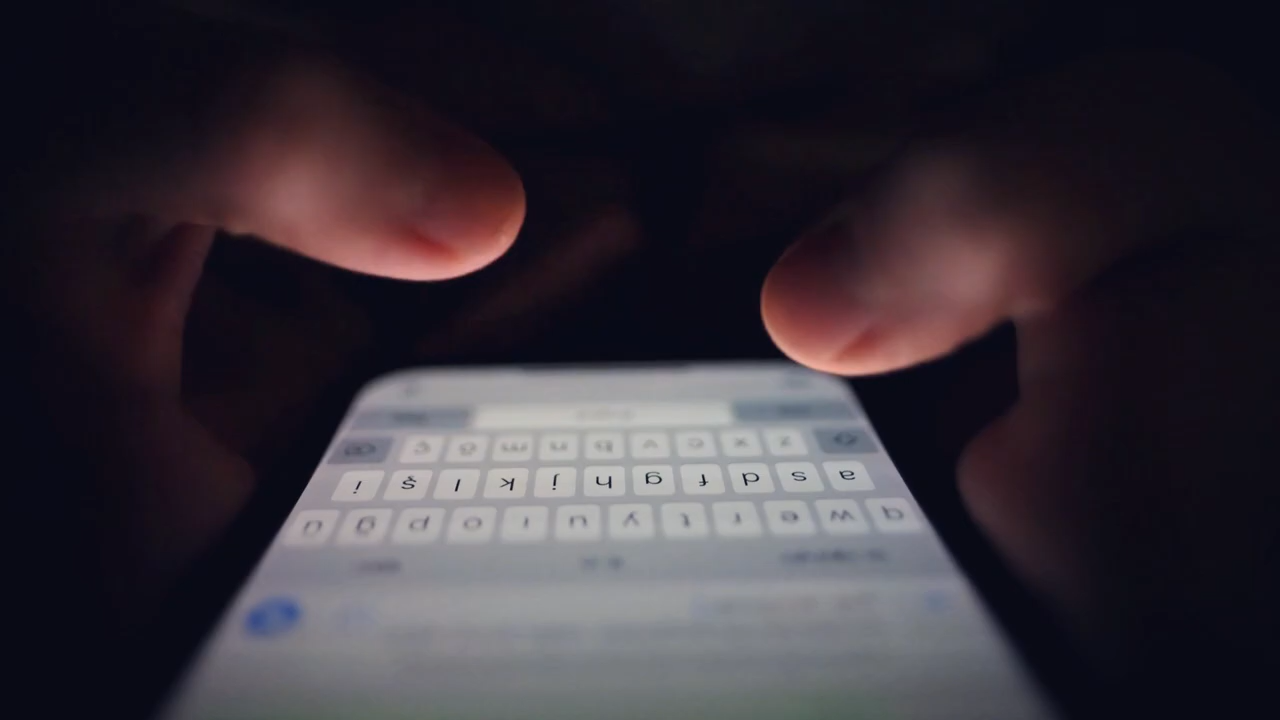 q w e r t y u ı o p ğ ü
a s d f g h j k l ş i
z x c v b n m ö ç